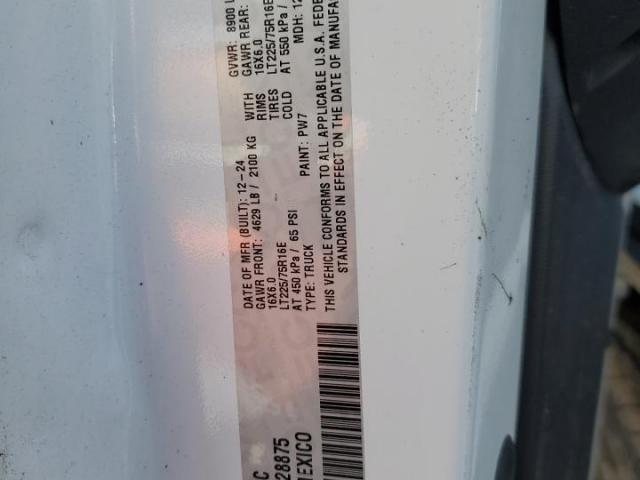 DATE OF MFR (BUILT): 12-24 GVWR: 8900
GAWR FRONT: 4629 LB / 2100 KG WITH GAWR REAR:
16X6.0 RIMS 16X6.0
LT225/75R16E TIRES LT225/75R16E
AT 450 kPa / 65 PSI COLD AT 550 kPa /
TYPE: TRUCK PAINT: PW7 MDH: 12
THIS VEHICLE CONFORMS TO ALL APPLICABLE U.S.A. FEDE
STANDARDS IN EFFECT ON THE DATE OF MANUFA
C
28875
MEXICO